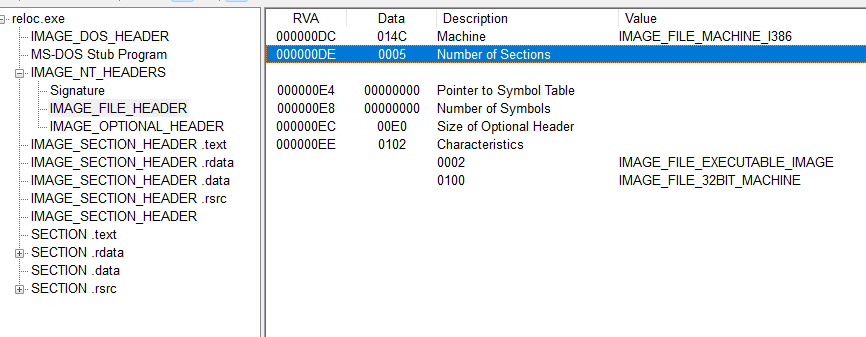 reloc.exe
IMAGE_DOS_HEADER
MS-DOS Stub Program
IMAGE_NT_HEADERS
Signature
IMAGE_FILE_HEADER
IMAGE_OPTIONAL_HEADER
IMAGE_SECTION_HEADER .text
IMAGE_SECTION_HEADER .rdata
IMAGE_SECTION_HEADER .data
IMAGE_SECTION_HEADER .rsrc
IMAGE_SECTION_HEADER
SECTION .text
SECTION .rdata
SECTION .data
SECTION .rsrc
RVA Data Description Value
000000DC 014C Machine IMAGE_FILE_MACHINE_I386
000000DE 0005 Number of Sections
000000E4 00000000 Pointer to Symbol Table
000000E8 00000000 Number of Symbols
000000EC 00E0 Size of Optional Header
000000EE 0102 Characteristics
0002 IMAGE_FILE_EXECUTABLE_IMAGE
0100 IMAGE_FILE_32BIT_MACHINE